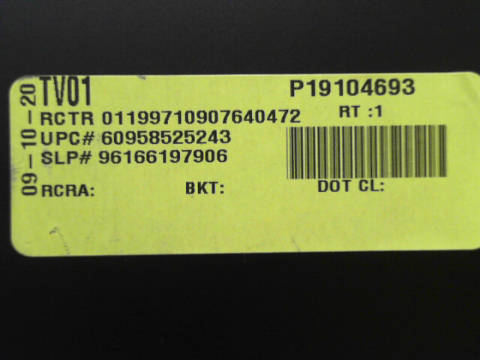 09-10-20
TV01 P19104693
RCTR 01199710907640472 RT :1
UPC# 60958525243
SLP# 96166197906
RCRA: BKT: DOT CL: